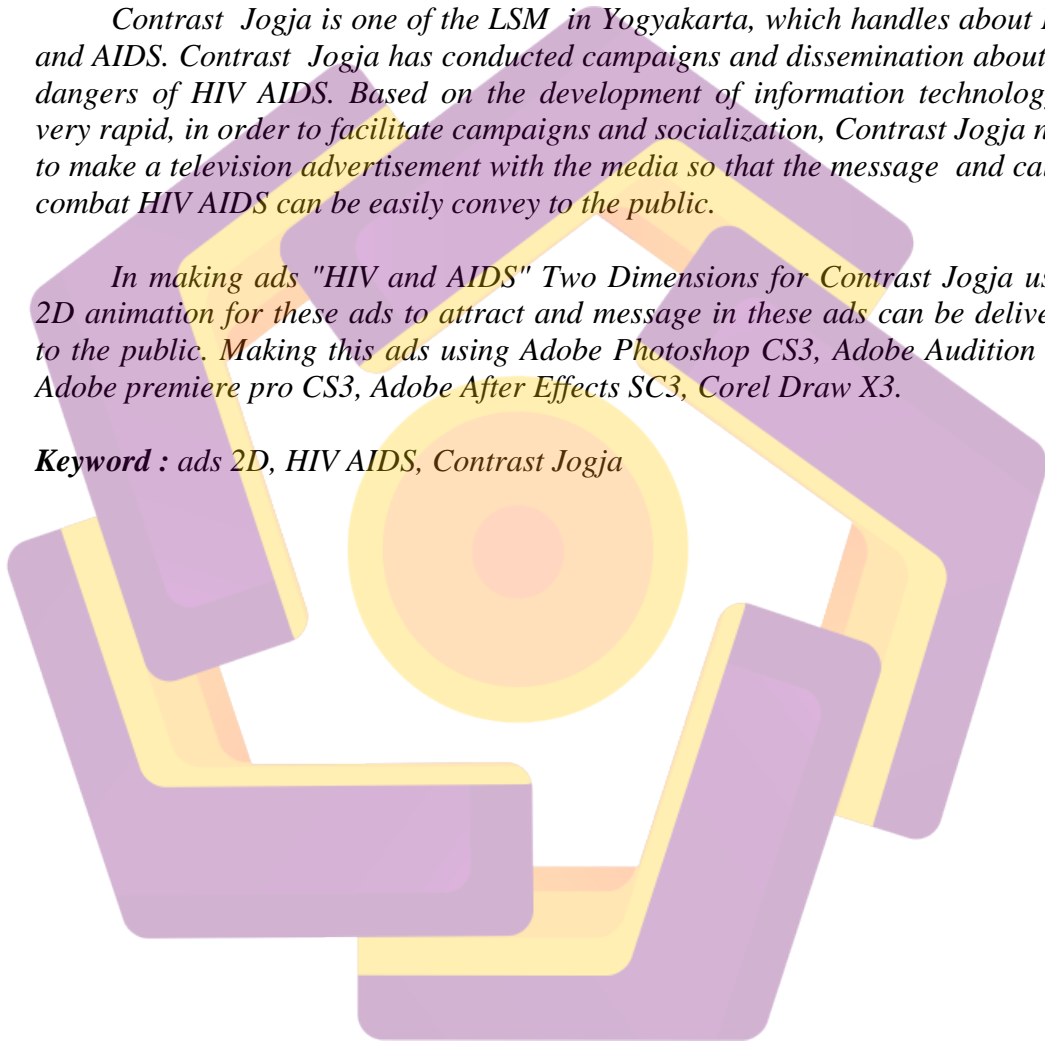 Contrast Jogja is one of the LSM in Yogyakarta, which handles about
and AIDS. Contrast Jogja has conducted campaigns and dissemination about
dangers of HIV AIDS. Based on the development of information
very rapid, in order to facilitate campaigns and socialization, Contrast Jogja
to make a television advertisement with the media so that the message and
combat HIV AIDS can be easily convey to the public.
In making ads "HIV and AIDS" Two Dimensions for Contrast Jogja
2D animation for these ads to attract and message in these ads can be
to the public. Making this ads using Adobe Photoshop CS3, Adobe Audition
Adobe premiere pro CS3, Adobe After Effects SC3, Corel Draw X3.
Keyword : ads 2D, HIV AIDS, Contrast Jogja